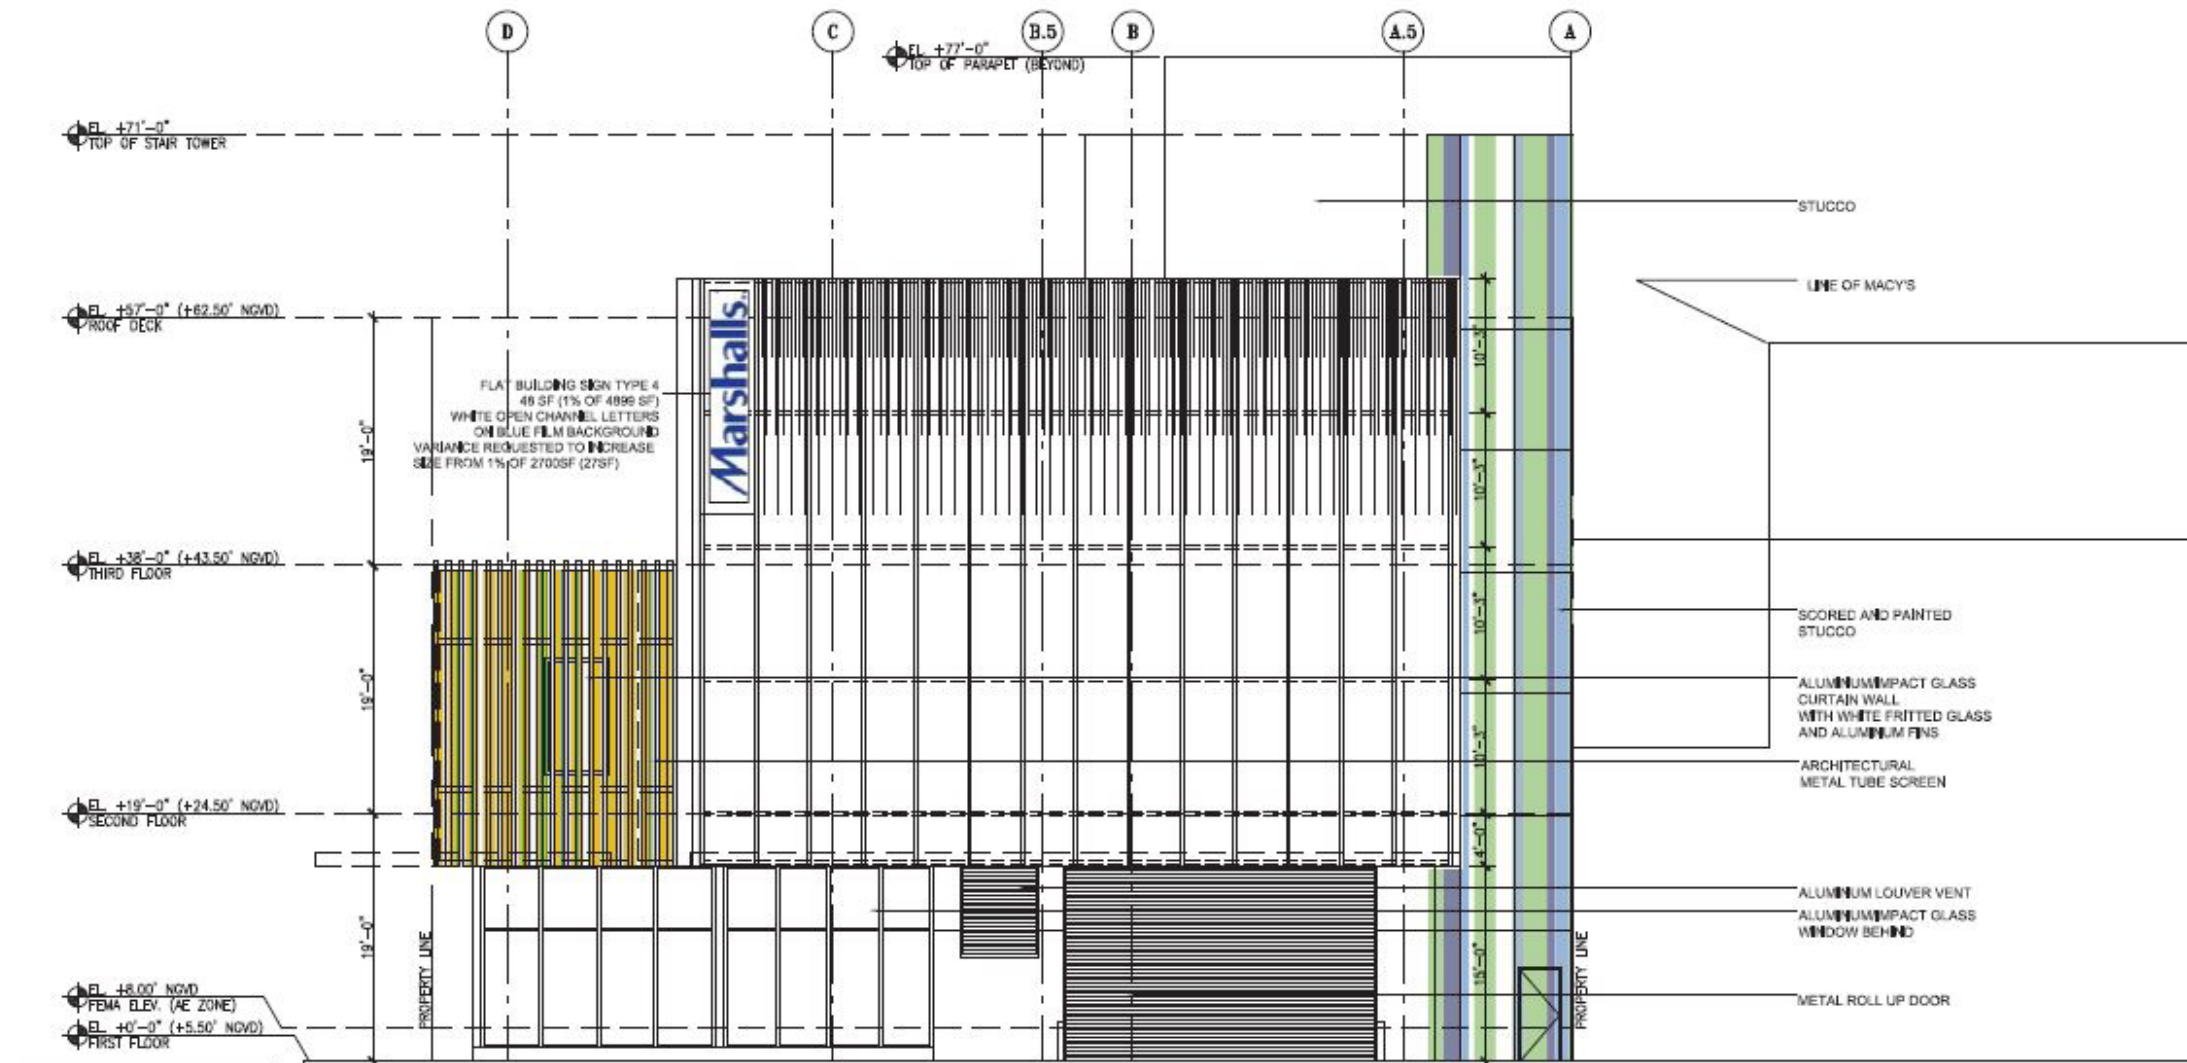 D
C
B.5
B
A.5
A
EL. +77'-0"
TOP OF PARAPET (BEYOND)
EL. +71'-0"
TOP OF STAIR TOWER
STUCCO
LINE OF MACY'S
EL. +57'-0" (+62.50' NGVD)
ROOF DECK
Marshalls.
FLAT BUILDING SIGN TYPE 4
48 SF (1% OF 4899 SF)
WHITE OPEN CHANNEL LETTERS
ON BLUE FILM BACKGROUND
VARIANCE REQUESTED TO INCREASE
SIZE FROM 1% OF 2700SF (27SF)
19'-0"
10'-3"
10'-3"
EL. +38'-0" (+43.50' NGVD)
THIRD FLOOR
10'-3"
SCORED AND PAINTED
STUCCO
19'-0"
ALUMINUM/IMPACT GLASS
CURTAIN WALL
WITH WHITE FRITTED GLASS
AND ALUMINUM FINS
10'-3"
ARCHITECTURAL
METAL TUBE SCREEN
EL. +19'-0" (+24.50' NGVD)
SECOND FLOOR
4'-0"
ALUMINUM LOUVER VENT
ALUMINUM/IMPACT GLASS
WINDOW BEHIND
19'-0"
PROPERTY LINE
15'-0"
PROPERTY LINE
EL. +8.00' NGVD
FEMA ELEV. (AE ZONE)
METAL ROLL UP DOOR
EL. +0'-0" (+5.50' NGVD)
FIRST FLOOR